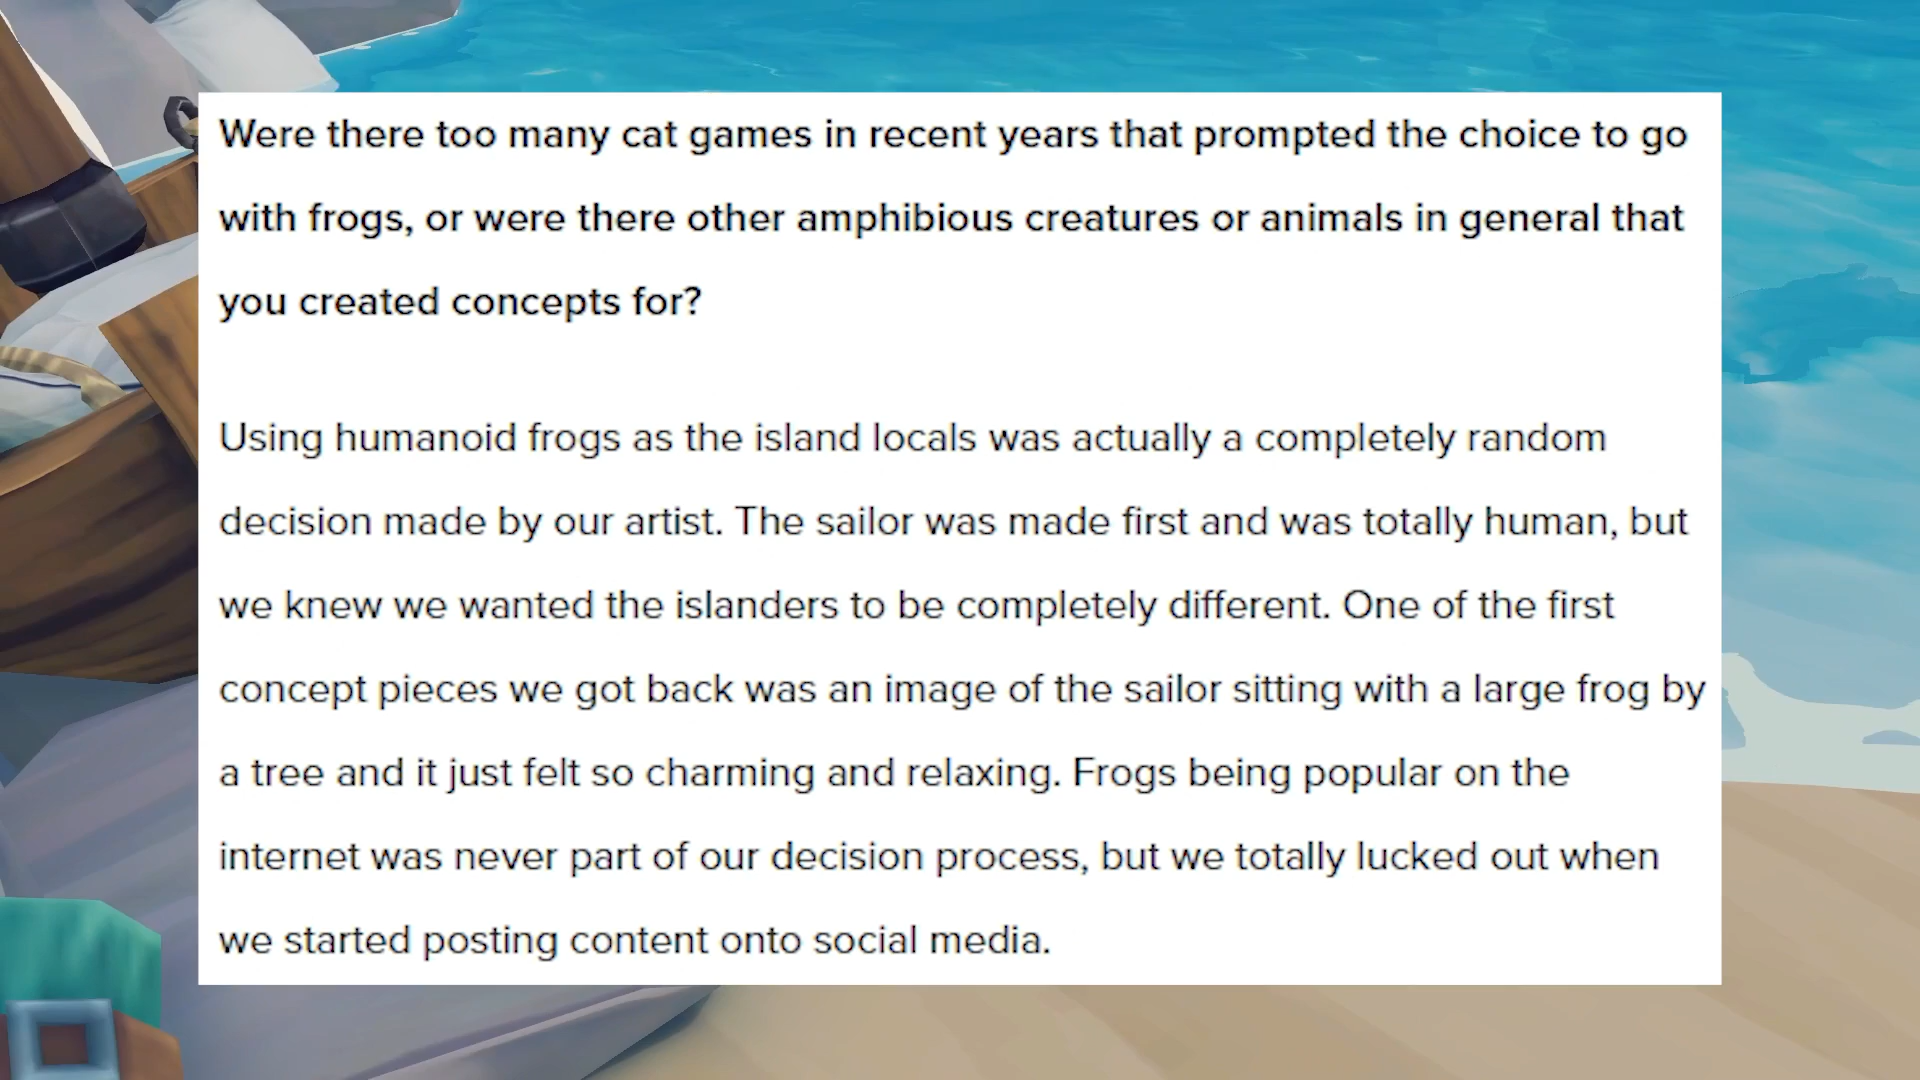 Were there too many cat games in recent years that prompted the choice to go
with frogs, or were there other amphibious creatures or animals in general that
you created concepts for?
Using humanoid frogs as the island locals was actually a completely random
decision made by our artist. The sailor was made first and was totally human, but
we knew we wanted the islanders to be completely different. One of the first
concept pieces we got back was an image of the sailor sitting with a large frog by
a tree and it just felt so charming and relaxing. Frogs being popular on the
internet was never part of our decision process, but we totally lucked out when
we started posting content onto social media.